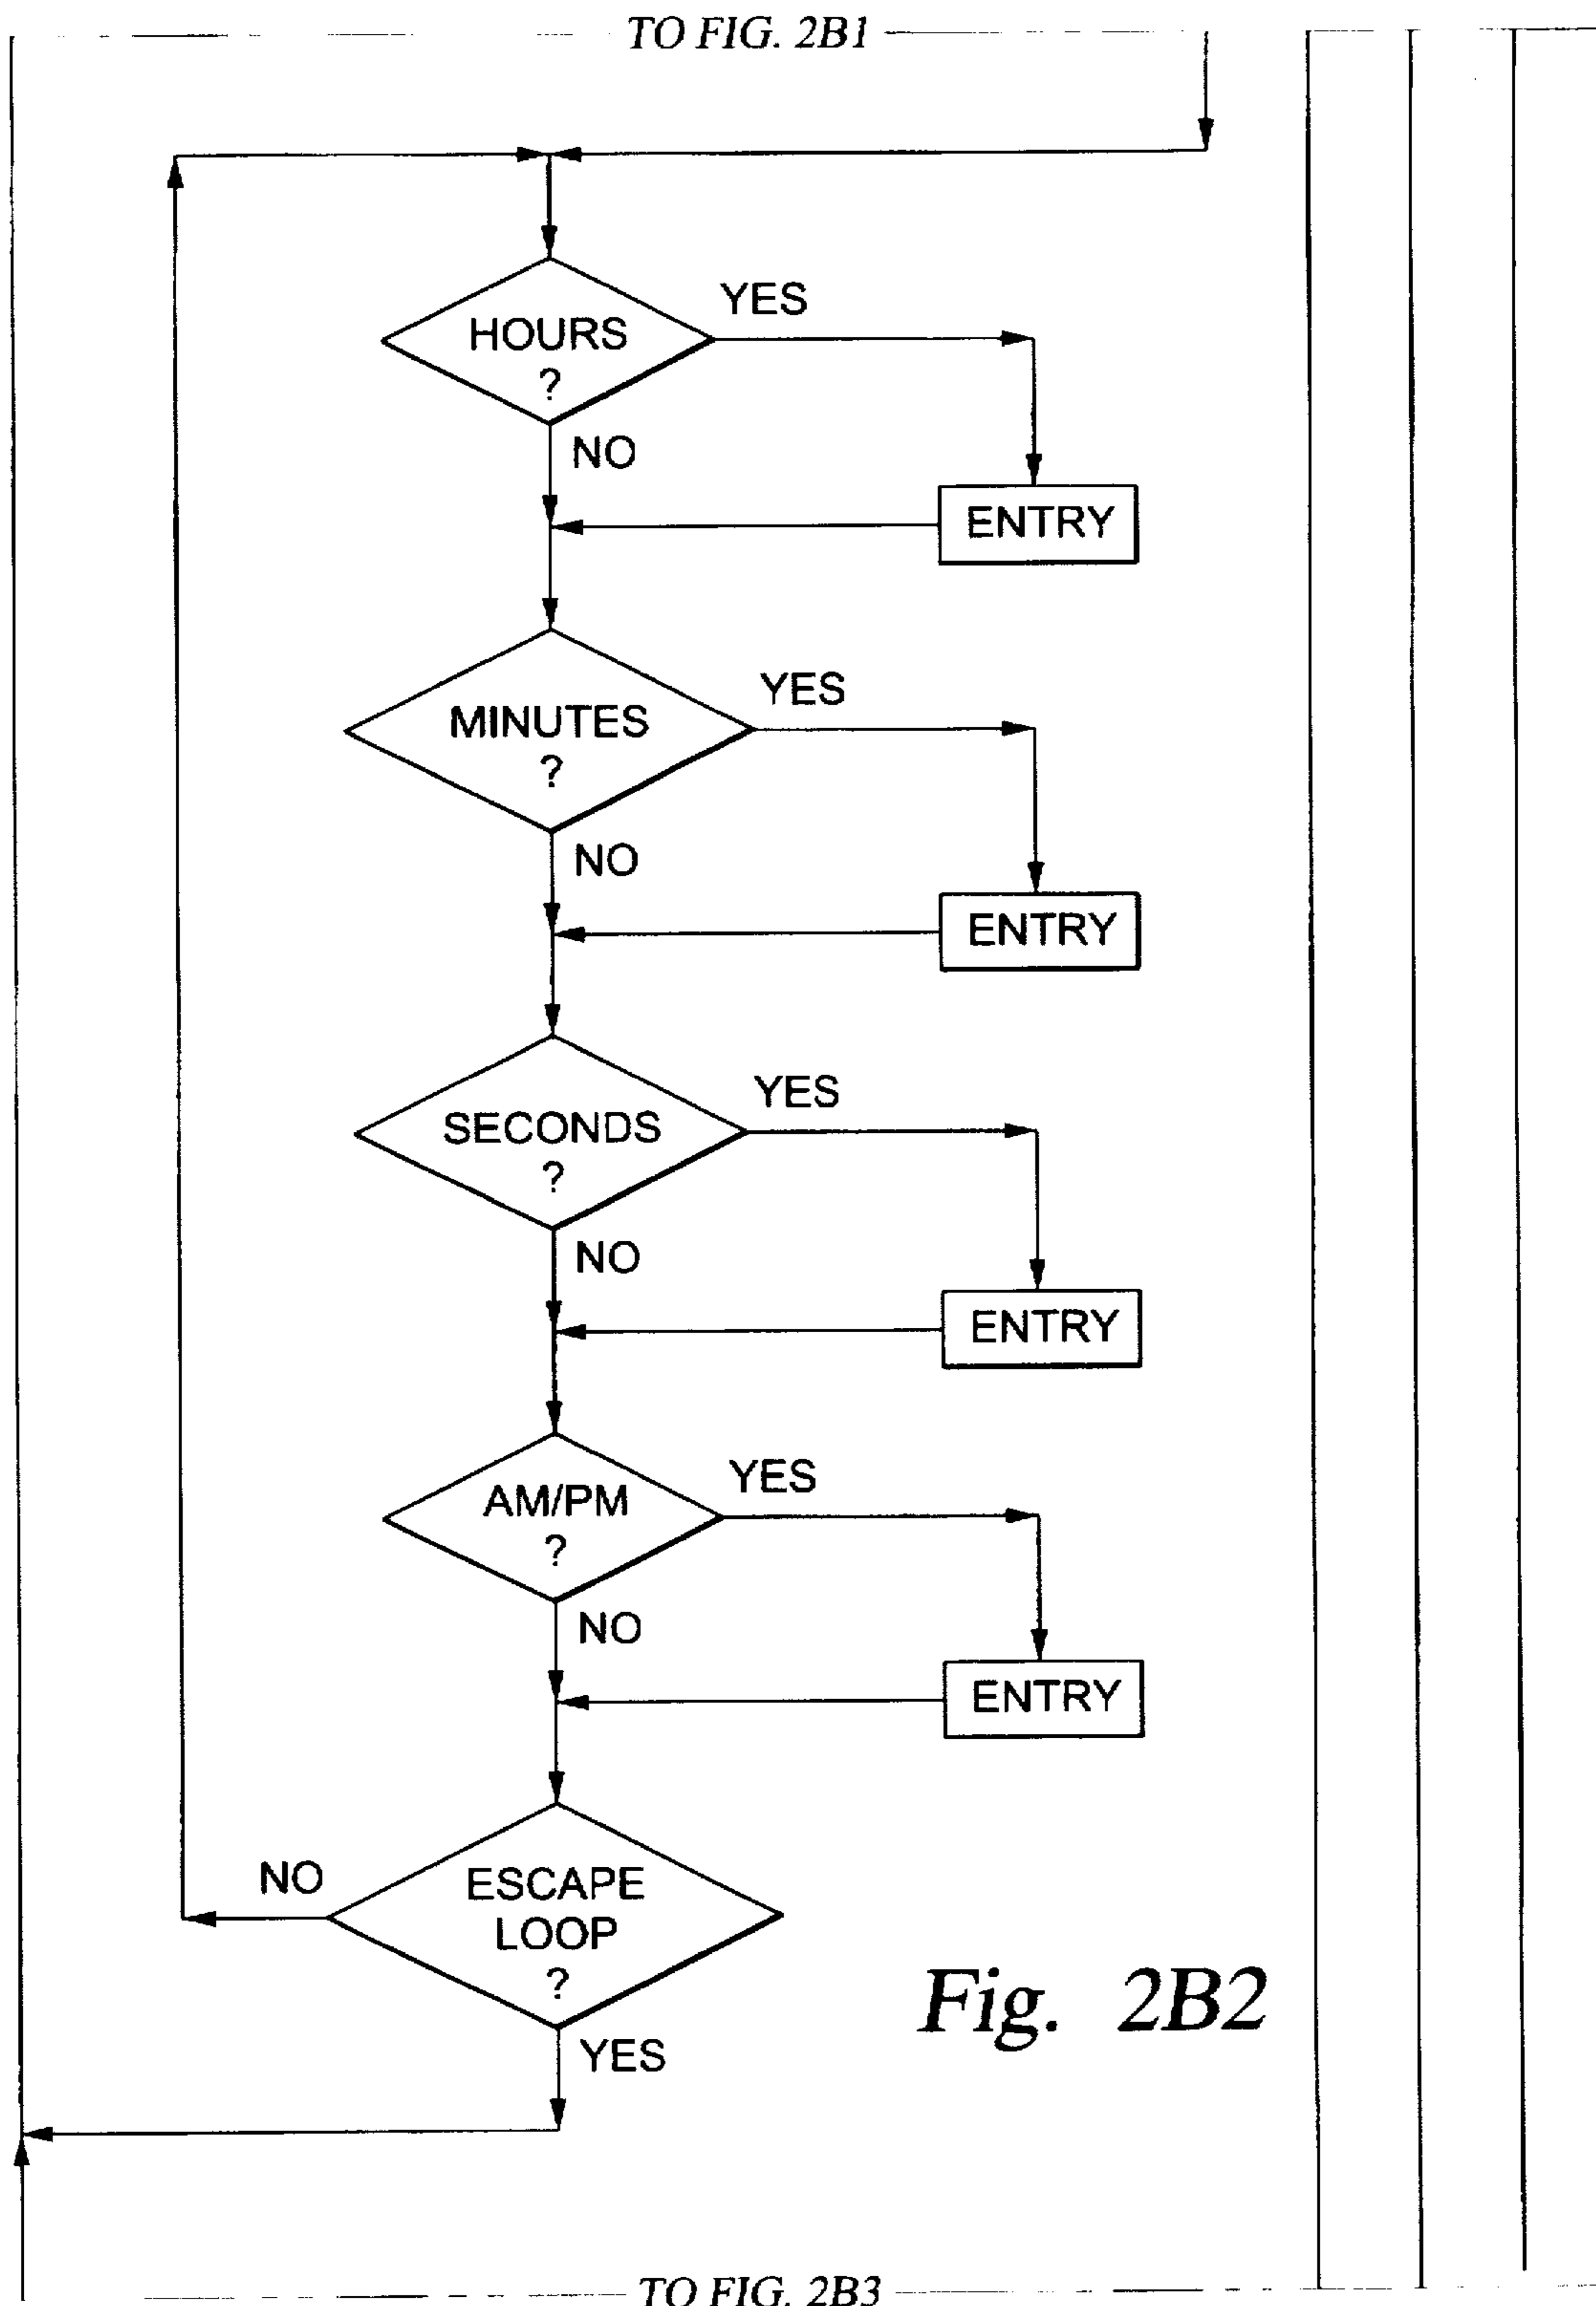 TO FIG. 2B1
YES
HOURS
?
NO
ENTRY
YES
MINUTES
?
NO
ENTRY
YES
SECONDS
?
NO
ENTRY
YES
AM/PM
?
NO
ENTRY
NO
ESCAPE
LOOP
?
YES
Fig. 2B2
TO FIG. 2B3